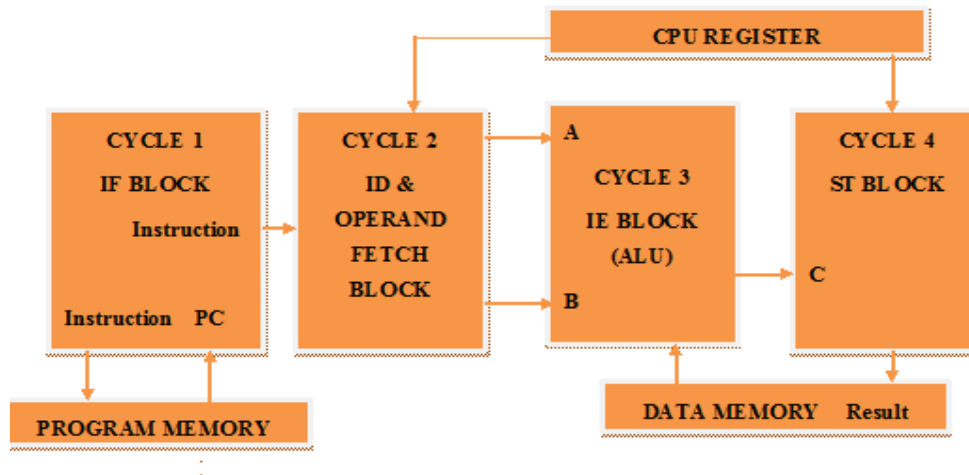 CPU REGISTER
CYCLE 1
IF BLOCK
Instruction
Instruction PC
CYCLE 2
ID &
OPERAND
FETCH
BLOCK
A
CYCLE 3
IE BLOCK
(ALU)
B
CYCLE 4
ST BLOCK
C
PROGRAM MEMORY
DATA MEMORY Result